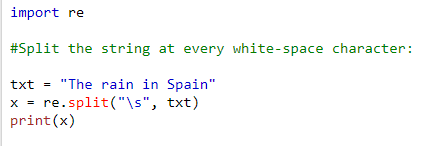 import re
#Split the string at every white-space character:
txt = "The rain in Spain"
x = re.split("\s", txt)
print(x)